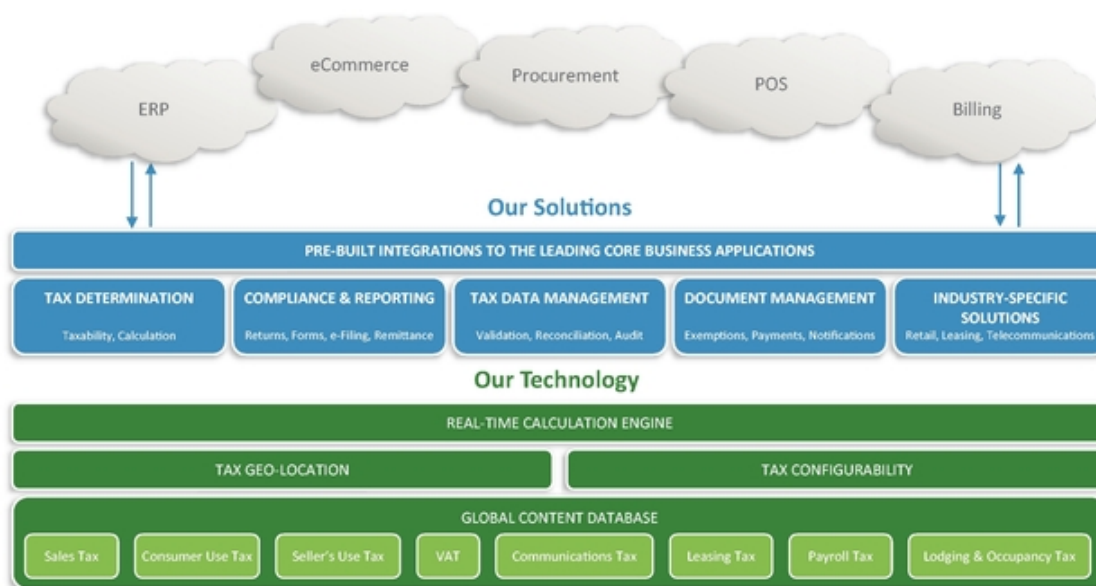 eCommerce
Procurement
POS
ERP
Billing
Our Solutions
PRE-BUILT INTEGRATIONS TO THE LEADING CORE BUSINESS APPLICATIONS
TAX DETERMINATION
Taxability, Calculation
COMPLIANCE & REPORTING
Returns, Forms, e-Filing, Remittance
TAX DATA MANAGEMENT
Validation, Reconciliation, Audit
DOCUMENT MANAGEMENT
Exemptions, Payments, Notifications
INDUSTRY-SPECIFIC
SOLUTIONS
Retail, Leasing, Telecommunications
Our Technology
REAL-TIME CALCULATION ENGINE
TAX GEO-LOCATION
TAX CONFIGURABILITY
GLOBAL CONTENT DATABASE
Sales Tax
Consumer Use Tax
Seller's Use Tax
VAT
Communications Tax
Leasing Tax
Payroll Tax
Lodging & Occupancy Tax